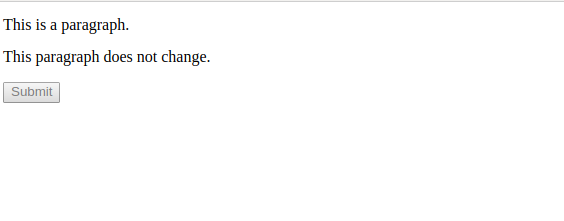 This is a paragraph.
This paragraph does not change.
Submit